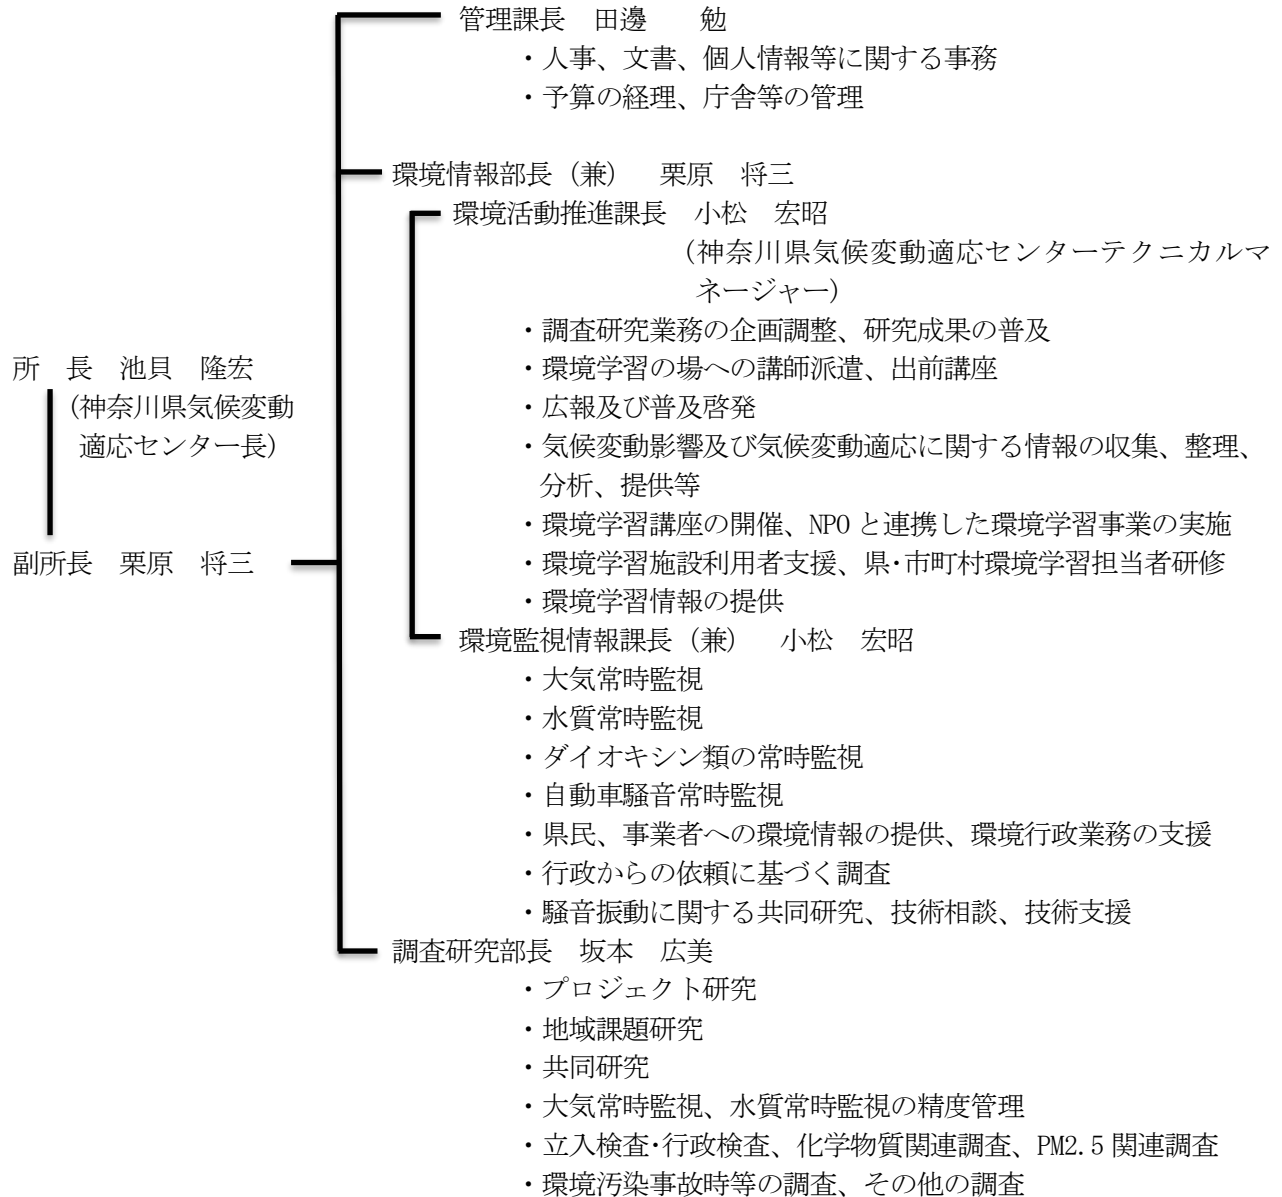 管理課長　田邊　　勉
・人事、文書、個人情報等に関する事務
・予算の経理、庁舎等の管理
環境情報部長（兼）　栗原　将三
環境活動推進課長　小松　宏昭
（神奈川県気候変動適応センターテクニカルマ
ネージャー）
・調査研究業務の企画調整、研究成果の普及
・環境学習の場への講師派遣、出前講座
・広報及び普及啓発
・気候変動影響及び気候変動適応に関する情報の収集、整理、
分析、提供等
・環境学習講座の開催、NPOと連携した環境学習事業の実施
・環境学習施設利用者支援、県･市町村環境学習担当者研修
・環境学習情報の提供
所　長　池貝　隆宏
（神奈川県気候変動
適応センター長）
副所長　栗原　将三
環境監視情報課長（兼）　小松　宏昭
・大気常時監視
・水質常時監視
・ダイオキシン類の常時監視
・自動車騒音常時監視
・県民、事業者への環境情報の提供、環境行政業務の支援
・行政からの依頼に基づく調査
・騒音振動に関する共同研究、技術相談、技術支援
調査研究部長　坂本　広美
・プロジェクト研究
・地域課題研究
・共同研究
・大気常時監視、水質常時監視の精度管理
・立入検査･行政検査、化学物質関連調査、PM2.5関連調査
・環境汚染事故時等の調査、その他の調査